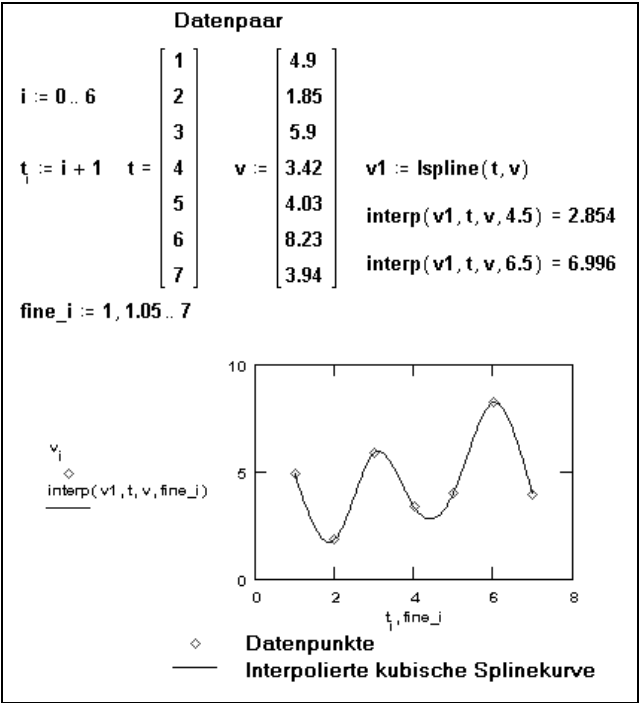 Datenpaar
i := 0 .. 6
t_i := i + 1
t =
1
2
3
4
5
6
7
v :=
4.9
1.85
5.9
3.42
4.03
8.23
3.94
v1 := lspline(t, v)
interp(v1, t, v, 4.5) = 2.854
interp(v1, t, v, 6.5) = 6.996
fine_i := 1, 1.05 .. 7
v_i
interp(v1,t,v,fine_i)
10
5
0
0 2 4 6 8
t_i,fine_i
Datenpunkte
Interpolierte kubische Splinekurve